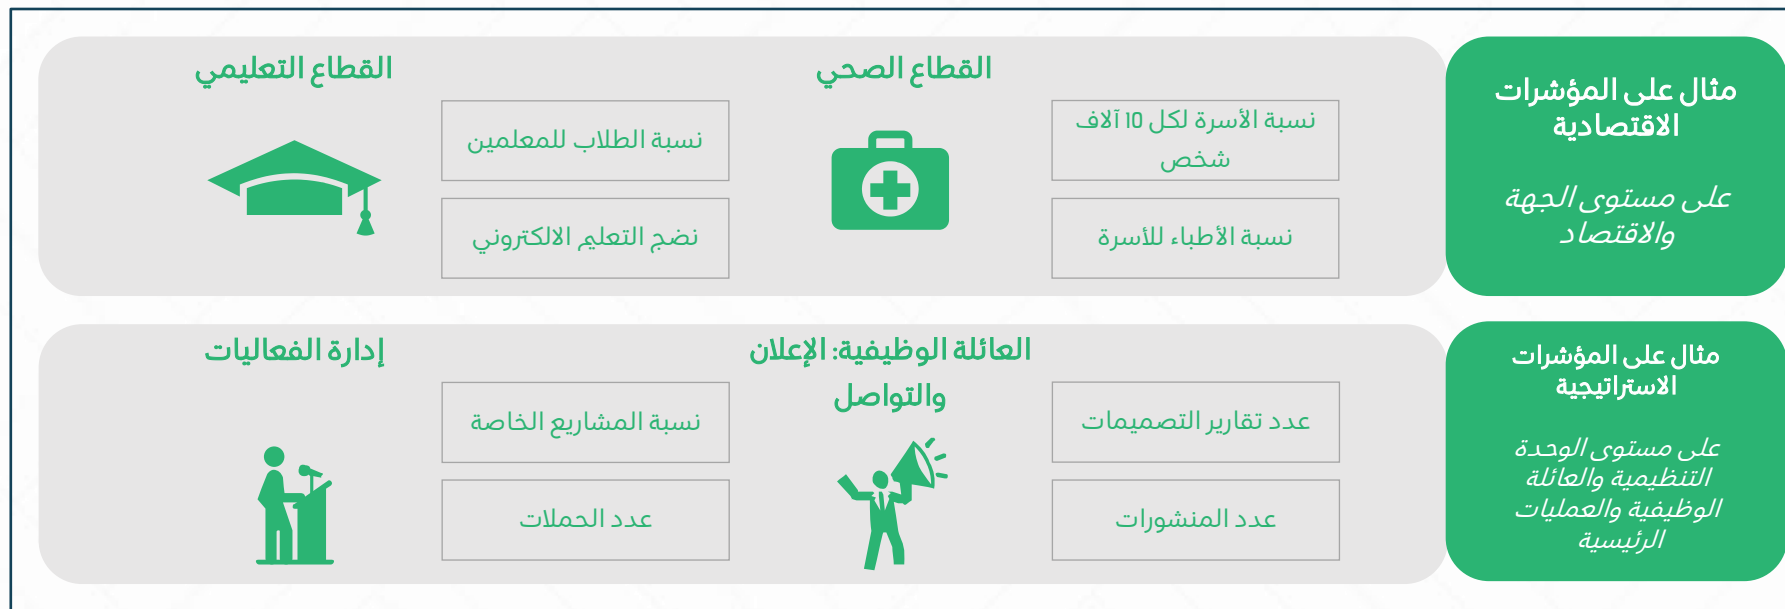 مثال على المؤشرات
الاقتصادية
على مستوى الجهة
والاقتصاد
القطاع الصحي
نسبة الأسرة لكل 10 آلاف
شخص
نسبة الأطباء للأسرة
القطاع التعليمي
نسبة الطلاب للمعلمين
نضج التعليم الالكتروني
مثال على المؤشرات
الاستراتيجية
على مستوى الوحدة
التنظيمية والعائلة
الوظيفية والعمليات
الرئيسية
العائلة الوظيفية: الإعلان
والتواصل
عدد تقارير التصميمات
عدد المنشورات
إدارة الفعاليات
نسبة المشاريع الخاصة
عدد الحملات